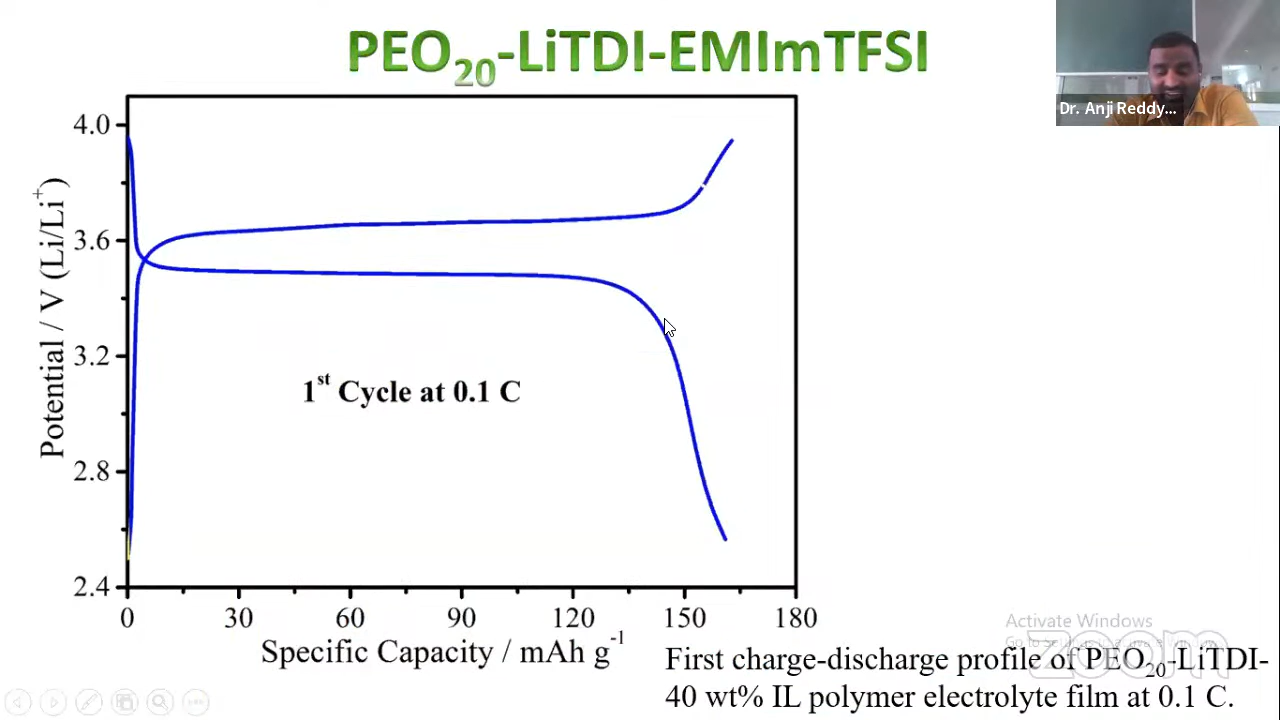 PEO20-LiTDI-EMImTFSI
Dr. Anji Reddy...
4.0
3.6
3.2
2.8
2.4
Potential / V (Li/Li+)
1st Cycle at 0.1 C
0 30 60 90 120 150 180
Specific Capacity / mAh g-1
Activate Windows
zoom
First charge-discharge profile of PEO20-LiTDI-
40 wt% IL polymer electrolyte film at 0.1 C.